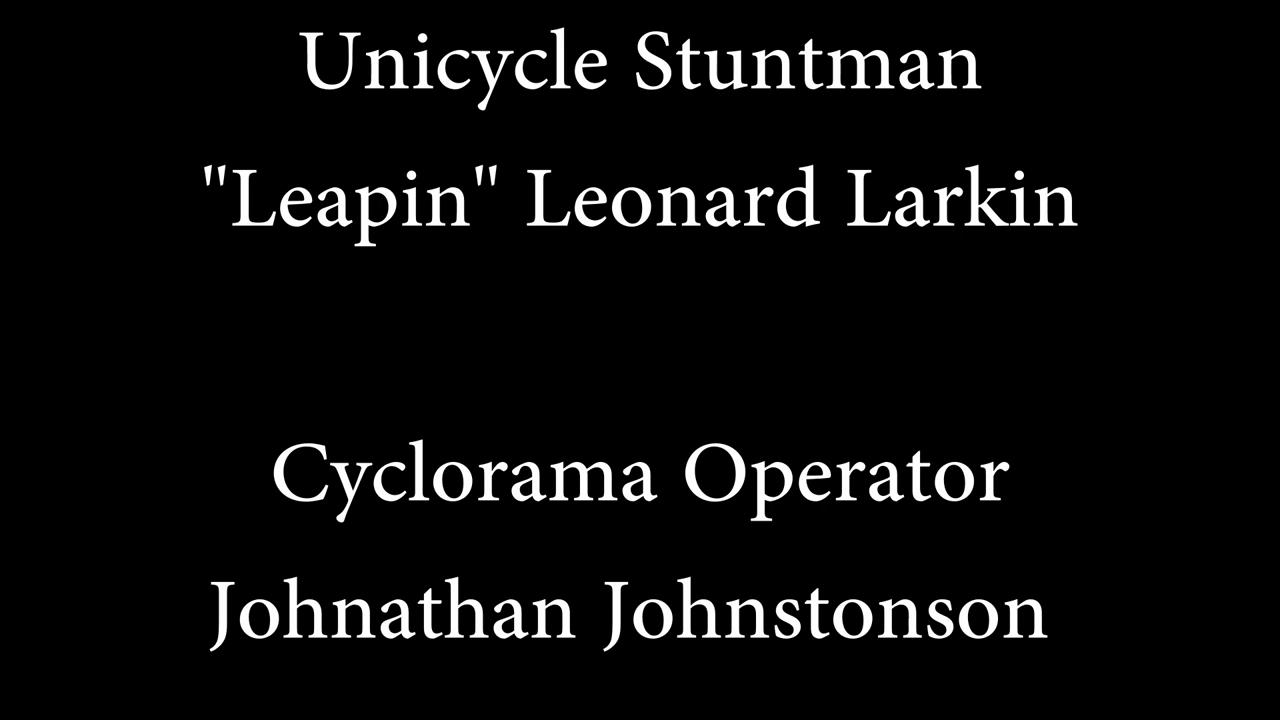 Unicycle Stuntman
"Leapin" Leonard Larkin
Cyclorama Operator
Johnathan Johnstonson